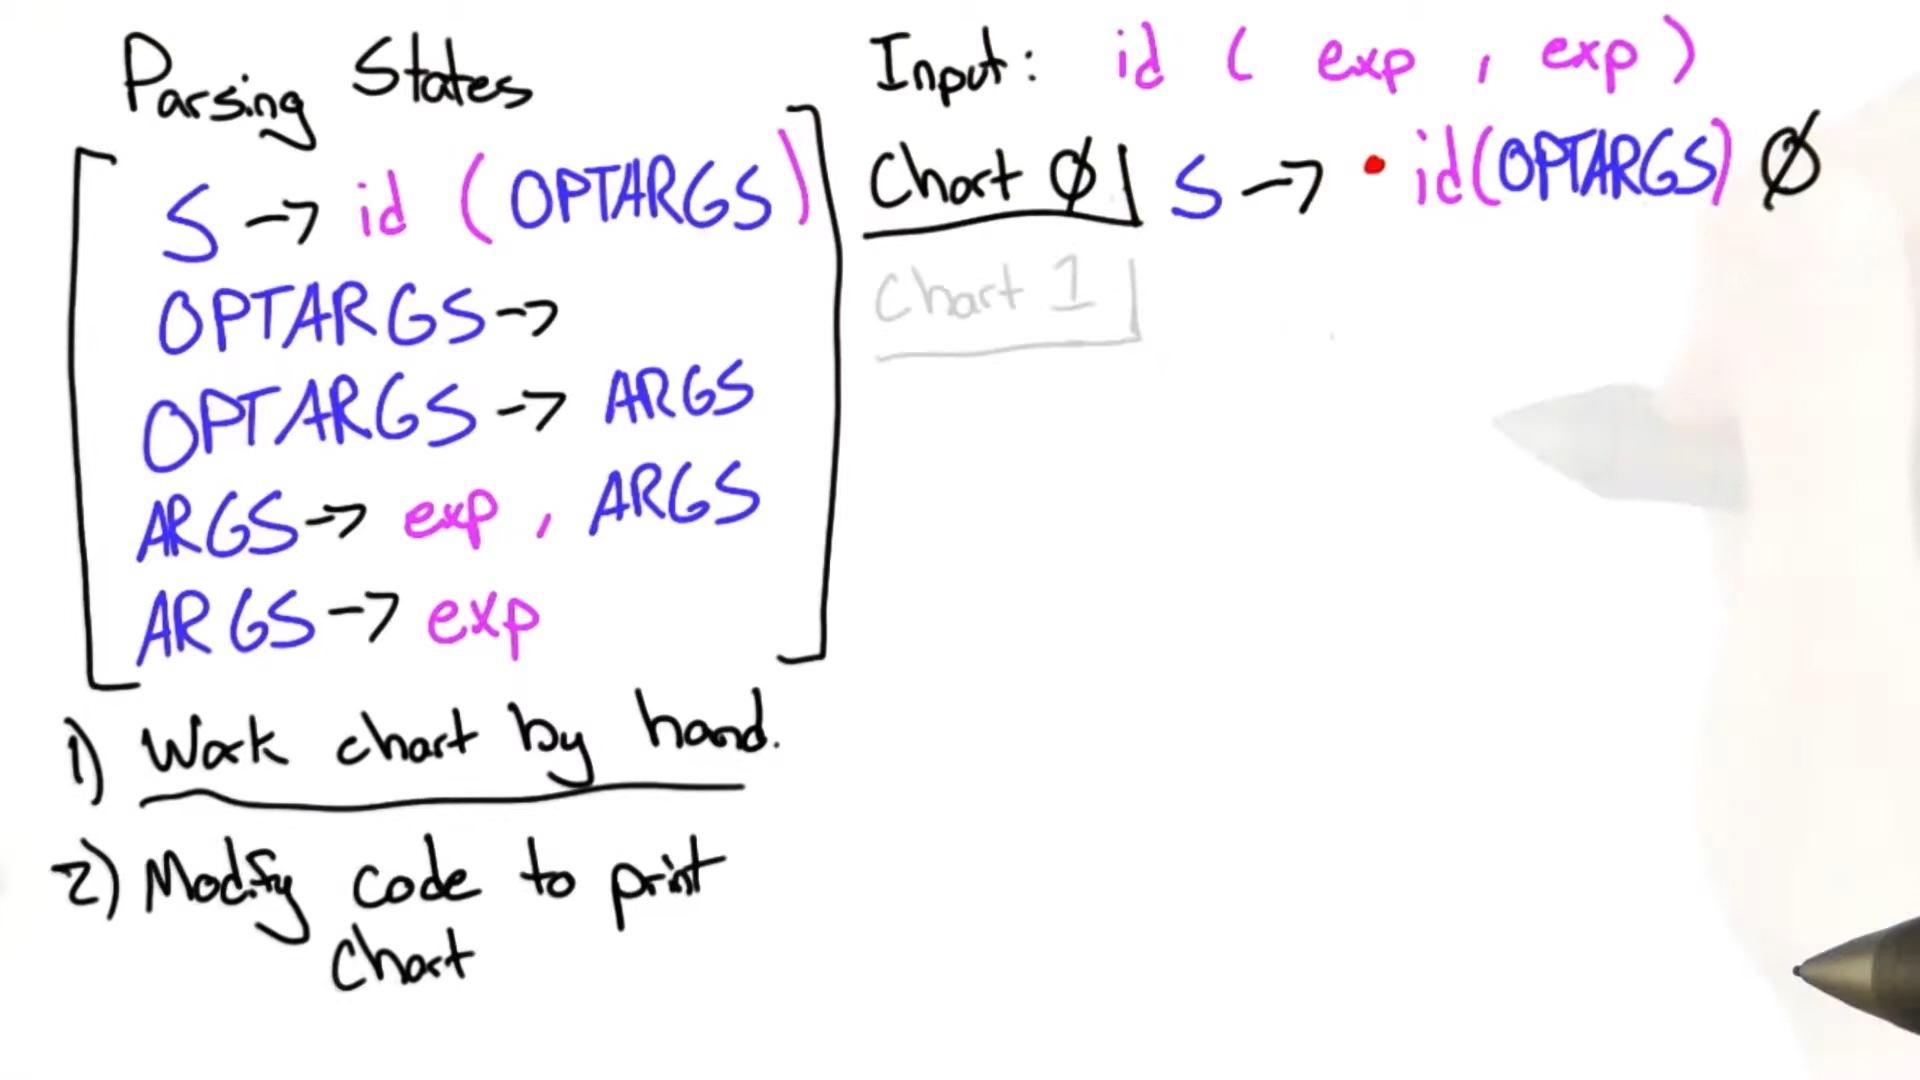 Parsing States
S -> id (OPTARGS)
OPTARGS ->
OPTARGS -> ARGS
ARGS -> exp , ARGS
ARGS -> exp
1) Work chart by hand.
2) Modify code to print
chart
Input: id ( exp , exp )
Chart Ø S -> • id(OPTARGS) Ø
Chart 1